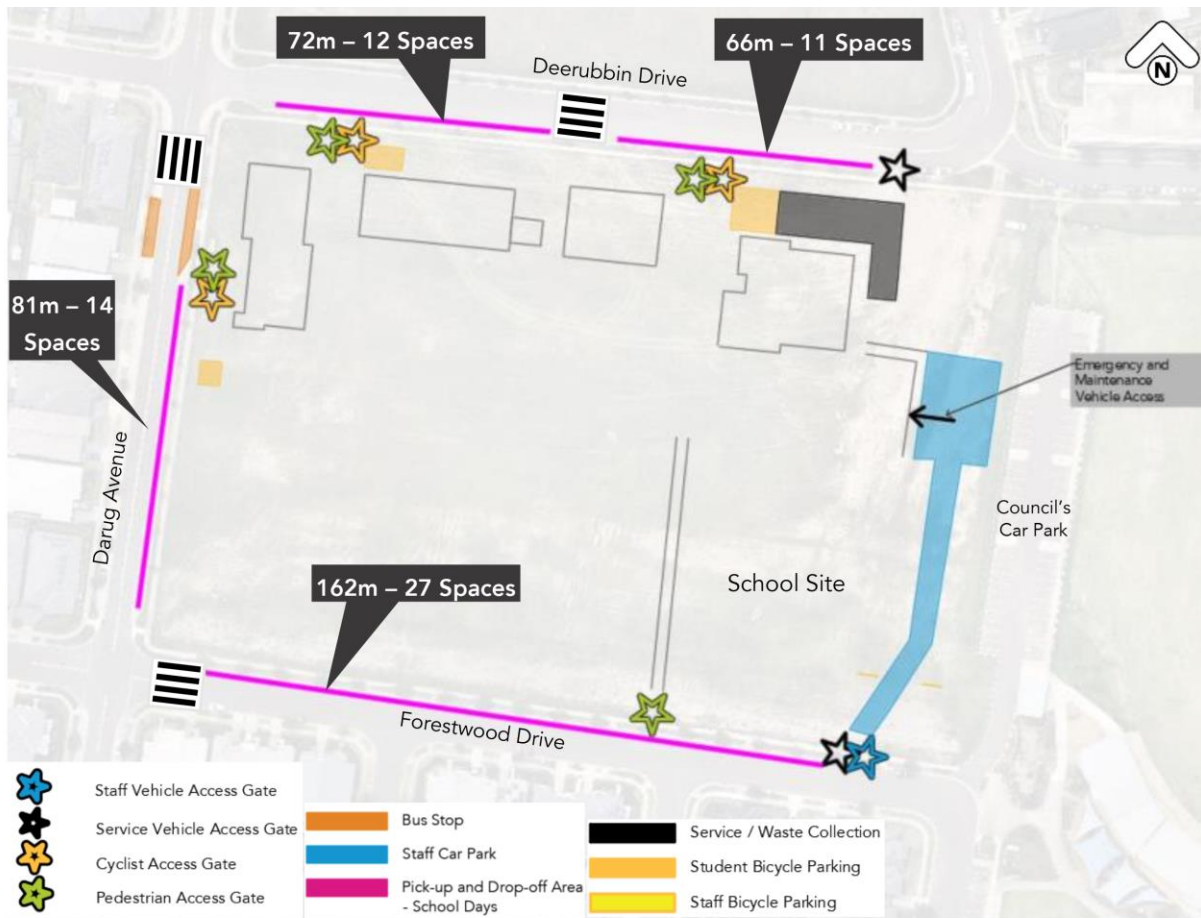 72m – 12 Spaces
66m – 11 Spaces
Deerubbin Drive
N
81m – 14
Spaces
Emergency and
Maintenance
Vehicle Access
Darug Avenue
Council's
Car Park
162m – 27 Spaces
School Site
Forestwood Drive
Staff Vehicle Access Gate
Service Vehicle Access Gate
Cyclist Access Gate
Pedestrian Access Gate
Bus Stop
Staff Car Park
Pick-up and Drop-off Area
- School Days
Service / Waste Collection
Student Bicycle Parking
Staff Bicycle Parking